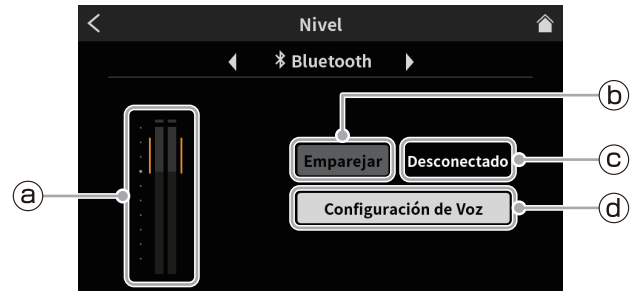 Nivel
Bluetooth
ⓑ
Emparejar
Desconectado
ⓒ
ⓐ
Configuración de Voz
ⓓ